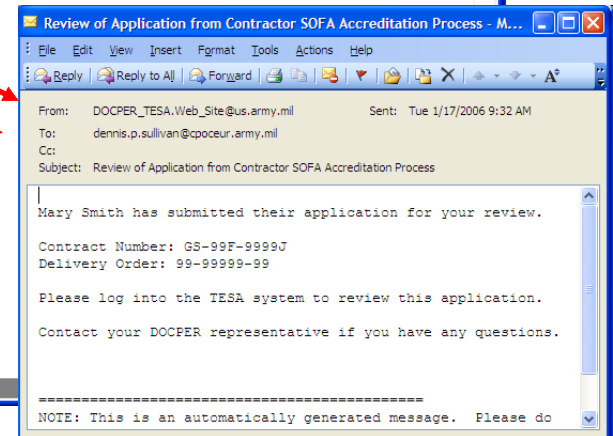 Review of Application from Contractor SOFA Accreditation Process - M...
File Edit View Insert Format Tools Actions Help
Reply Reply to All Forward
From: DOCPER_TESA.Web_Site@us.army.mil Sent: Tue 1/17/2006 9:32 AM
To: dennis.p.sullivan@cpoceur.army.mil
Cc:
Subject: Review of Application from Contractor SOFA Accreditation Process
Mary Smith has submitted their application for your review.
Contract Number: GS-99F-9999J
Delivery Order: 99-99999-99
Please log into the TESA system to review this application.
Contact your DOCPER representative if you have any questions.
==============================================
NOTE: This is an automatically generated message. Please do